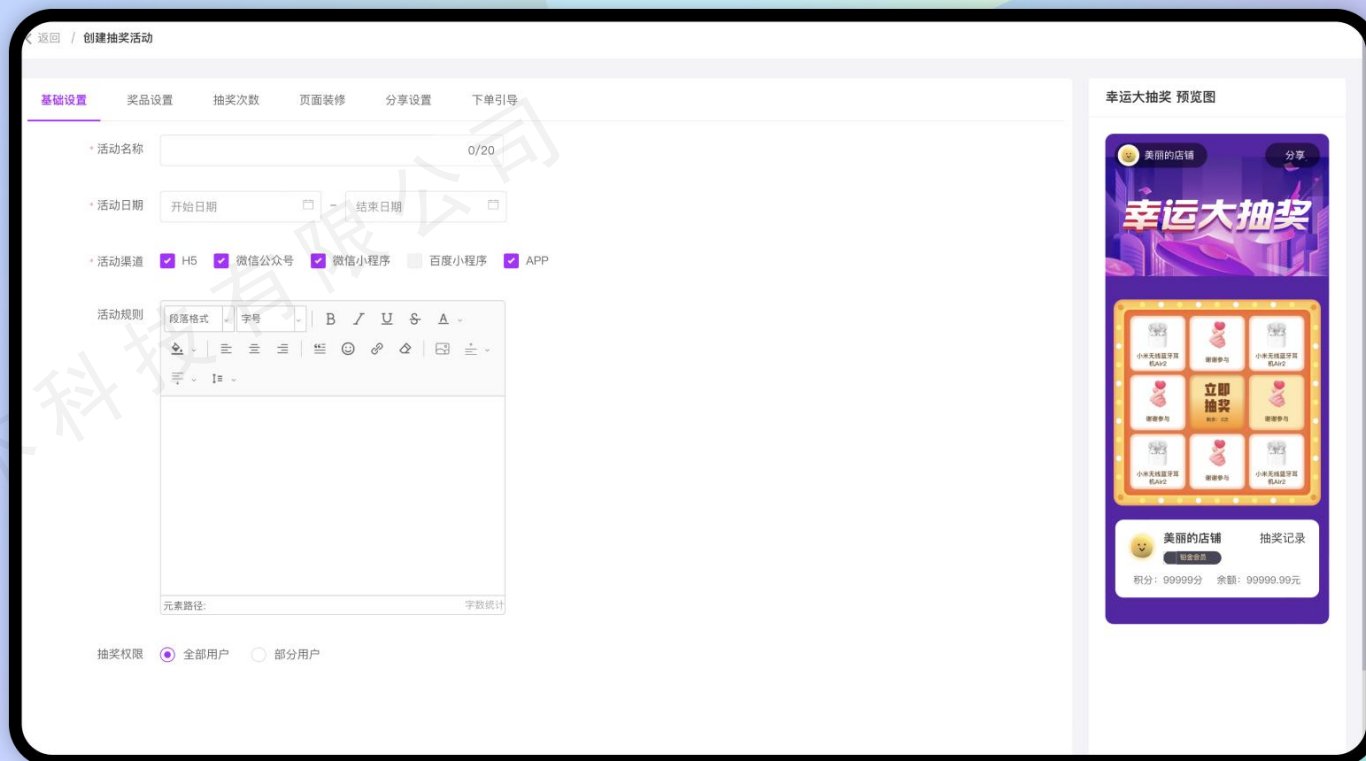 返回 / 创建抽奖活动
基础设置 奖品设置 抽奖次数 页面装修 分享设置 下单引导
* 活动名称 0/20
* 活动日期 开始日期 - 结束日期
* 活动渠道 H5 微信公众号 微信小程序 百度小程序 APP
活动规则 段落格式 字号 B I U S A
元素路径: 字数统计
抽奖权限 全部用户 部分用户
科技有限公司
幸运大抽奖 预览图
美丽的店铺 分享
幸运大抽奖
小米无线蓝牙耳机Air2 谢谢参与 小米无线蓝牙耳机Air2
谢谢参与 立即抽奖 谢谢参与
小米无线蓝牙耳机Air2 谢谢参与 小米无线蓝牙耳机Air2
美丽的店铺 抽奖记录
铂金会员
积分：99999分 余额：99999.99元